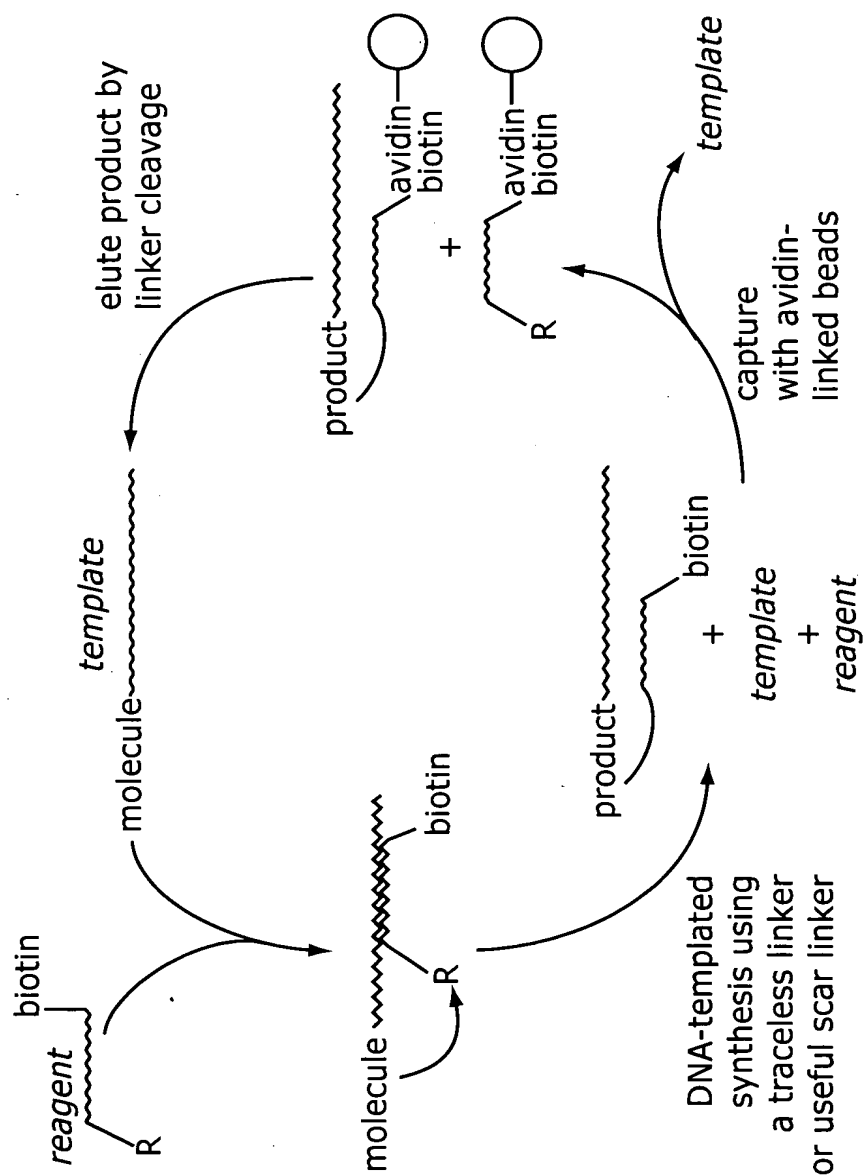 biotin
reagent
R
molecule
template
elute product by
linker cleavage
molecule
R
biotin
product
avidin
biotin
+
R
avidin
biotin
DNA-templated
synthesis using
a traceless linker
or useful scar linker
product
biotin
+
template
+
reagent
capture
with avidin-
linked beads
template